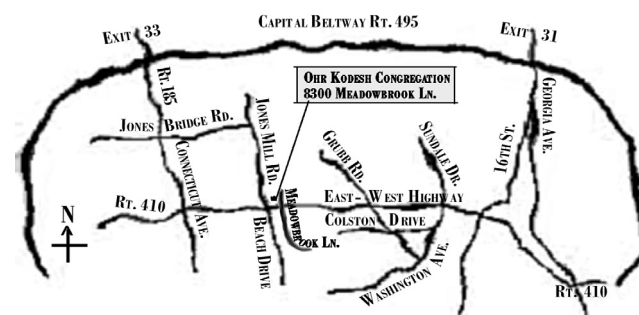 Capital Beltway Rt. 495
Exit 33
Exit 31
Rt. 185
Ohr Kodesh Congregation
8300 Meadowbrook Ln.
Georgia Ave.
Jones Bridge Rd.
Jones Mill Rd.
Connecticut Ave.
Grubb Rd.
Sundale Dr.
16th St.
East-West Highway
Rt. 410
Meadowbrook Ln.
Colston Drive
N
Beach Drive
Washington Ave.
Rt. 410